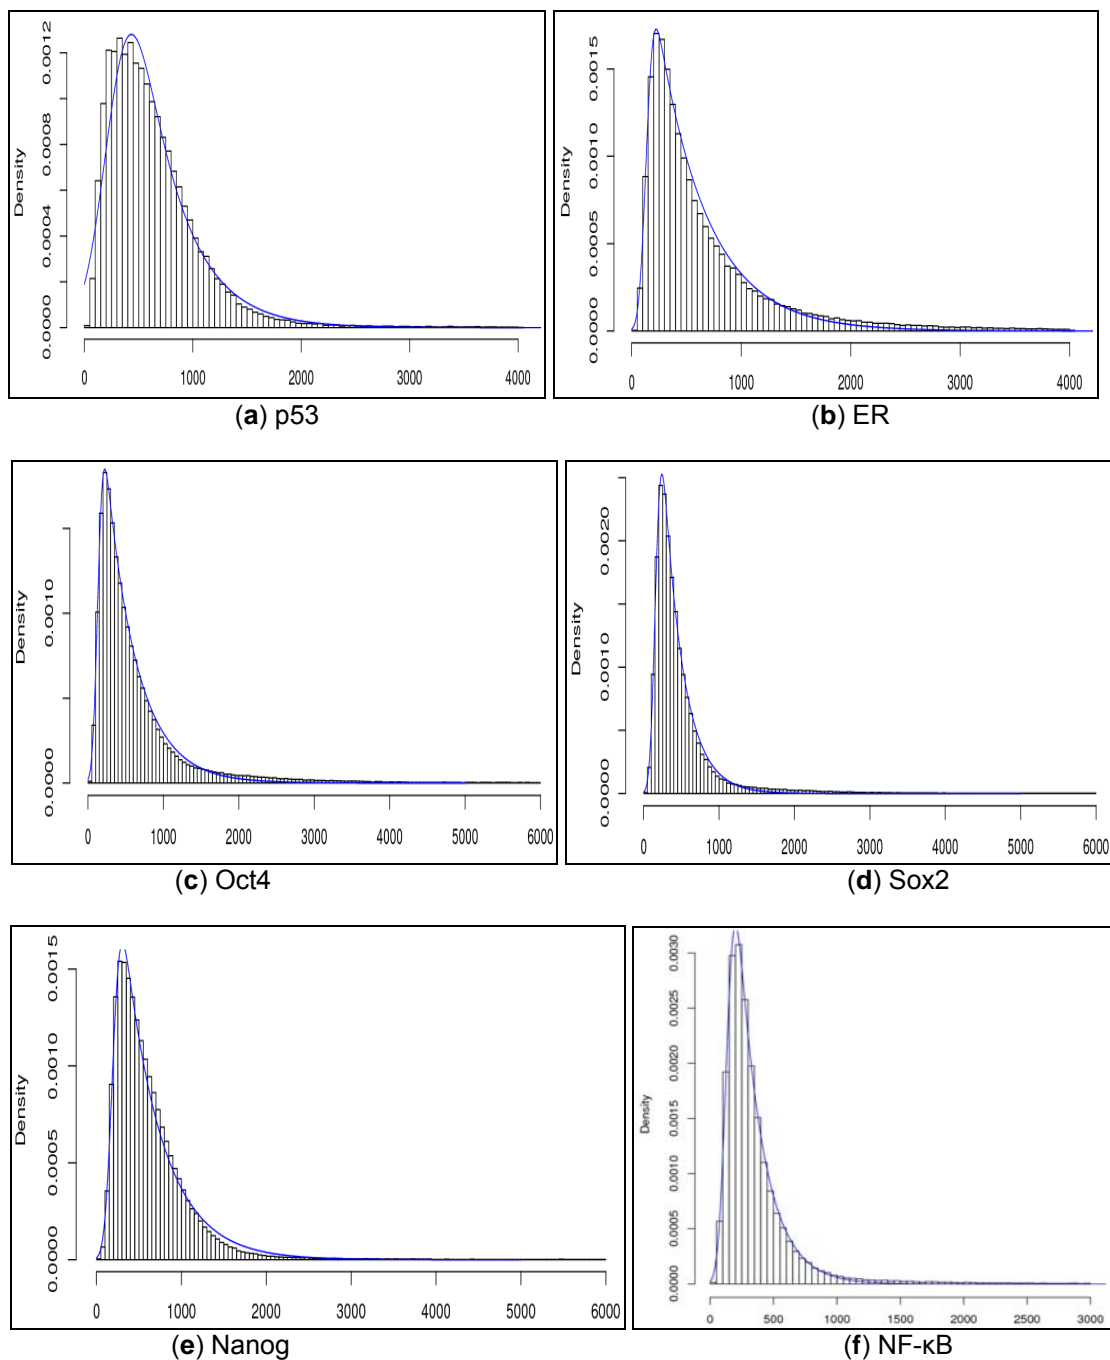 Density
0.0000 0.0004 0.0008 0.0012
0 1000 2000 3000 4000
(a) p53
Density
0.0000 0.0005 0.0010 0.0015
0 1000 2000 3000 4000
(b) ER
Density
0.0000 0.0010
0 1000 2000 3000 4000 5000 6000
(c) Oct4
Density
0.0000 0.0010 0.0020
0 1000 2000 3000 4000 5000 6000
(d) Sox2
Density
0.0000 0.0005 0.0010 0.0015
0 1000 2000 3000 4000 5000 6000
(e) Nanog
Density
0.0000 0.0005 0.0010 0.0015 0.0020 0.0025 0.0030
0 500 1000 1500 2000 2500 3000
(f) NF-κB